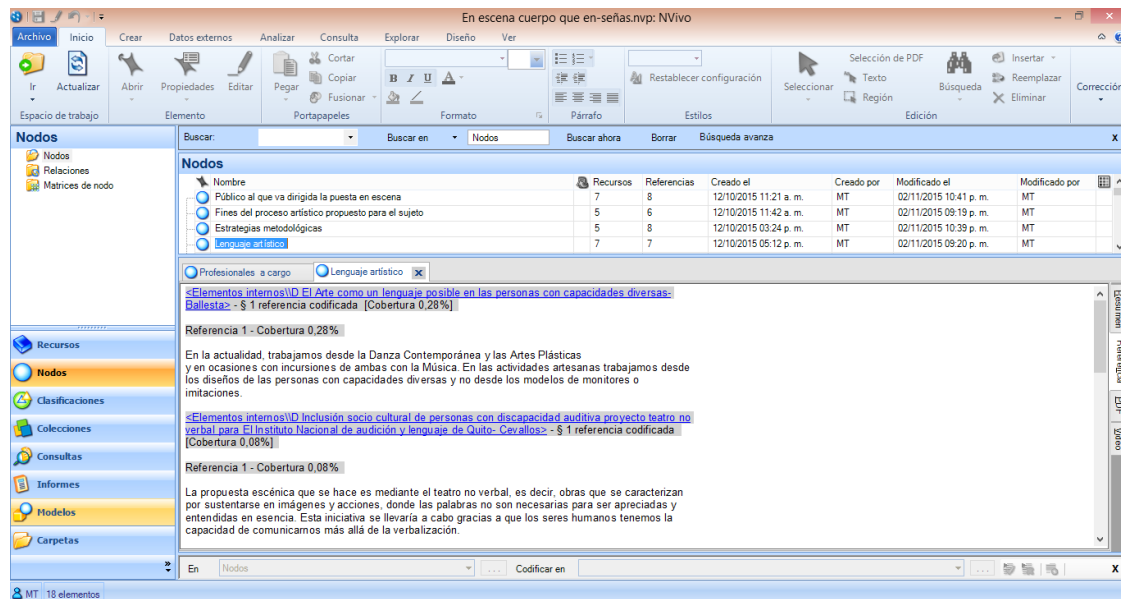 En escena cuerpo que en-señas.nvp: NVivo
Archivo Inicio Crear Datos externos Analizar Consulta Explorar Diseño Ver
Ir Actualizar Abrir Propiedades Editar Pegar
Cortar
Copiar
Fusionar
Restablecer configuración
Seleccionar
Selección de PDF
Texto
Región
Búsqueda
Insertar
Reemplazar
Eliminar
Corrección
Espacio de trabajo Elemento Portapapeles Formato Párrafo Estilos Edición
Nodos
Nodos
Relaciones
Matrices de nodo
Buscar: Buscar en Nodos Buscar ahora Borrar Búsqueda avanza X
Nodos
Nombre Recursos Referencias Creado el Creado por Modificado el Modificado por
Público al que va dirigida la puesta en escena 7 8 12/10/2015 11:21 a. m. MT 02/11/2015 10:41 p. m. MT
Fines del proceso artístico propuesto para el sujeto 5 6 12/10/2015 11:42 a. m. MT 02/11/2015 09:19 p. m. MT
Estrategias metodológicas 5 8 12/10/2015 03:24 p. m. MT 02/11/2015 10:39 p. m. MT
Lenguaje artístico 7 7 12/10/2015 05:12 p. m. MT 02/11/2015 09:20 p. m. MT
Profesionales a cargo Lenguaje artístico
<Elementos internos\\D El Arte como un lenguaje posible en las personas con capacidades diversas-
Ballesta> - § 1 referencia codificada [Cobertura 0,28%]
Referencia 1 - Cobertura 0,28%
En la actualidad, trabajamos desde la Danza Contemporánea y las Artes Plásticas
y en ocasiones con incursiones de ambas con la Música. En las actividades artesanas trabajamos desde
los diseños de las personas con capacidades diversas y no desde los modelos de monitores o
imitaciones.
<Elementos internos\\D Inclusión socio cultural de personas con discapacidad auditiva proyecto teatro no
verbal para El Instituto Nacional de audición y lenguaje de Quito- Cevallos> - § 1 referencia codificada
[Cobertura 0,08%]
Referencia 1 - Cobertura 0,08%
La propuesta escénica que se hace es mediante el teatro no verbal, es decir, obras que se caracterizan
por sustentarse en imágenes y acciones, donde las palabras no son necesarias para ser apreciadas y
entendidas en esencia. Esta iniciativa se llevaría a cabo gracias a que los seres humanos tenemos la
capacidad de comunicarnos más allá de la verbalización.
Resumen
Referencia
PDF
Video
Recursos
Nodos
Clasificaciones
Colecciones
Consultas
Informes
Modelos
Carpetas
En Nodos ... Codificar en ... X
MT 18 elementos